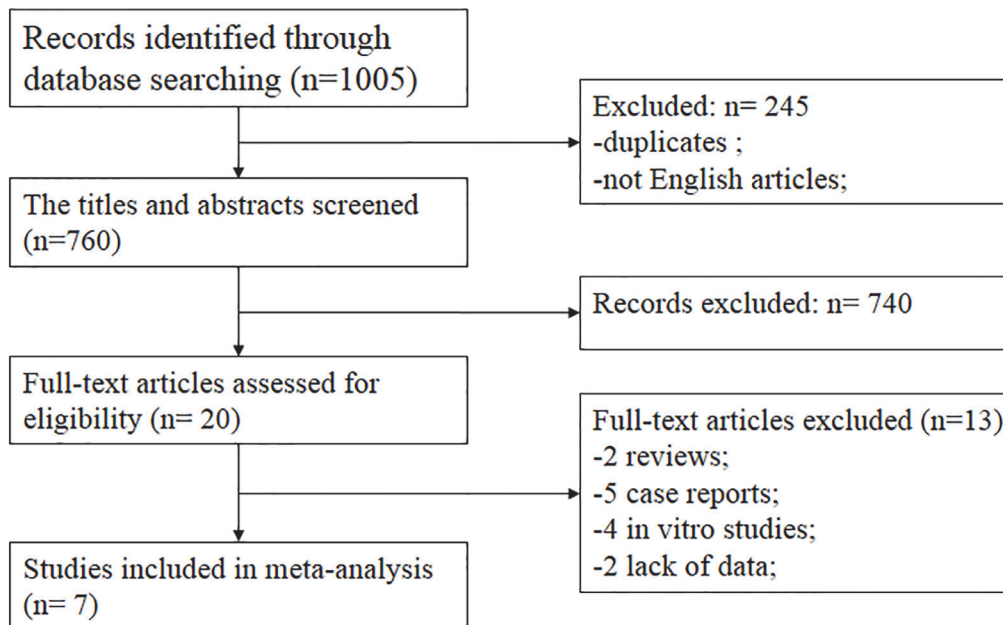 Records identified through
database searching (n=1005)
Excluded: n= 245
-duplicates ;
-not English articles;
The titles and abstracts screened
(n=760)
Records excluded: n= 740
Full-text articles assessed for
eligibility (n= 20)
Full-text articles excluded (n=13)
-2 reviews;
-5 case reports;
-4 in vitro studies;
-2 lack of data;
Studies included in meta-analysis
(n= 7)